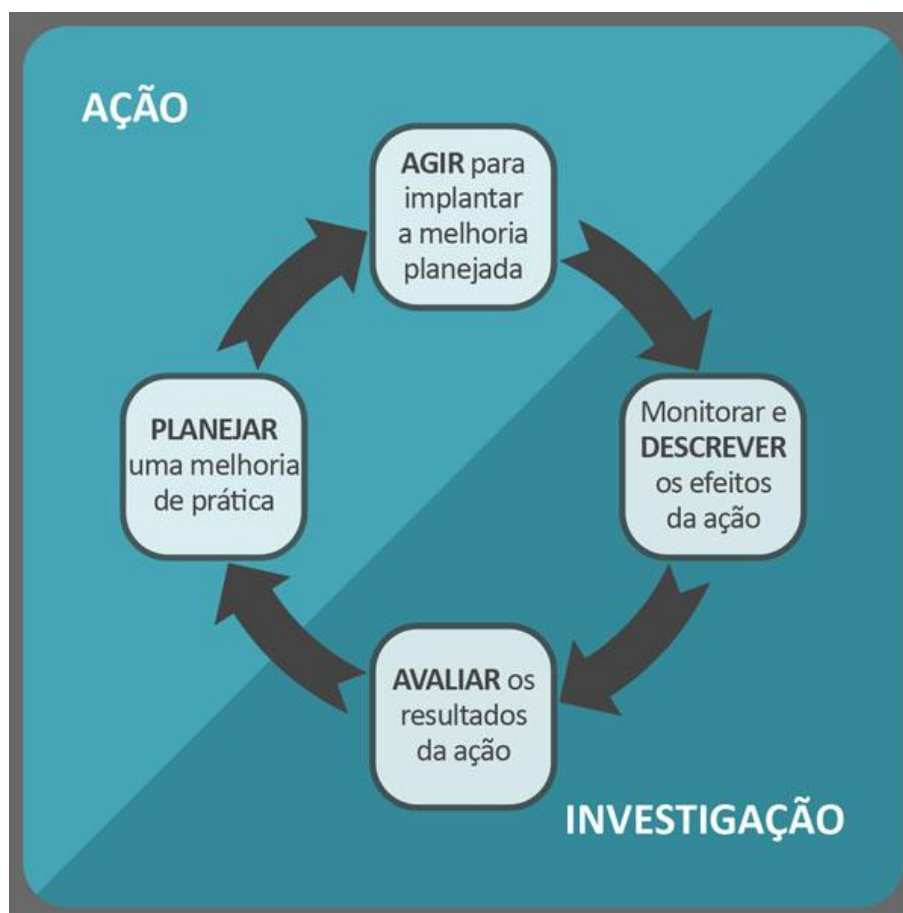 AÇÃO
AGIR para
implantar
a melhoria
planejada
Monitorar e
DESCREVER
os efeitos
da ação
PLANEJAR
uma melhoria
de prática
AVALIAR os
resultados
da ação
INVESTIGAÇÃO